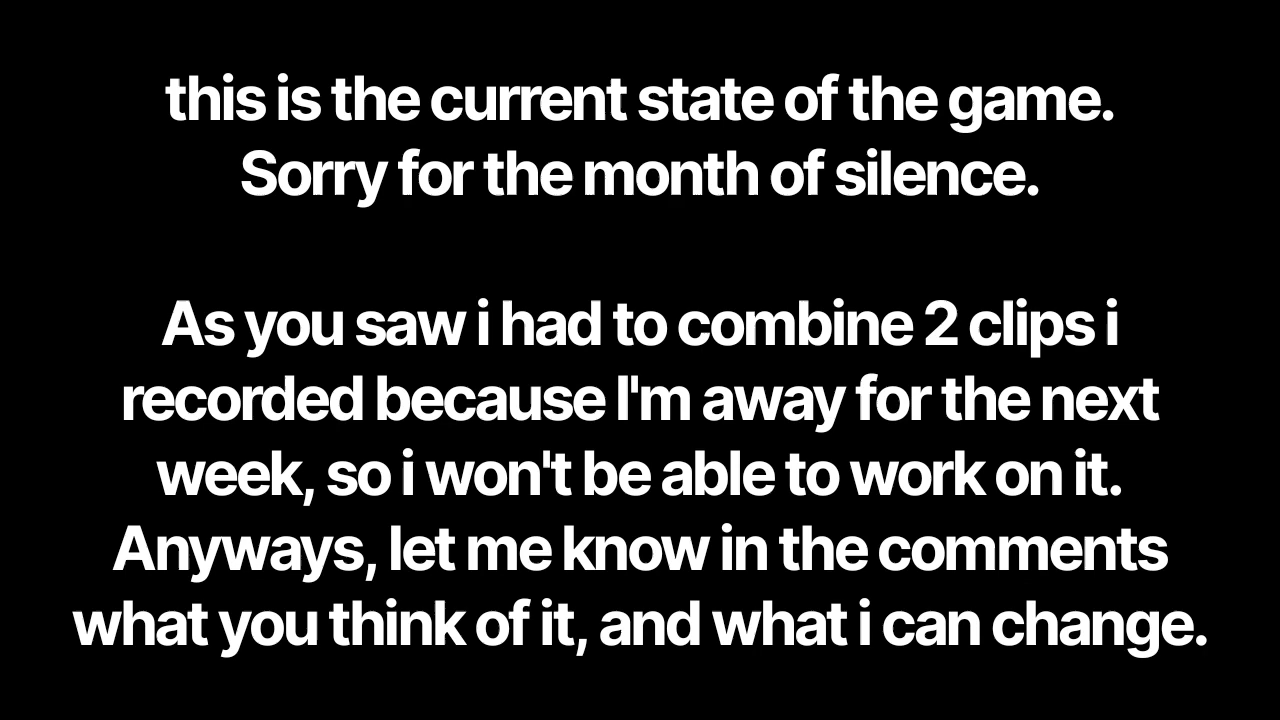 this is the current state of the game.
Sorry for the month of silence.
As you saw i had to combine 2 clips i
recorded because I'm away for the next
week, so i won't be able to work on it.
Anyways, let me know in the comments
what you think of it, and what i can change.